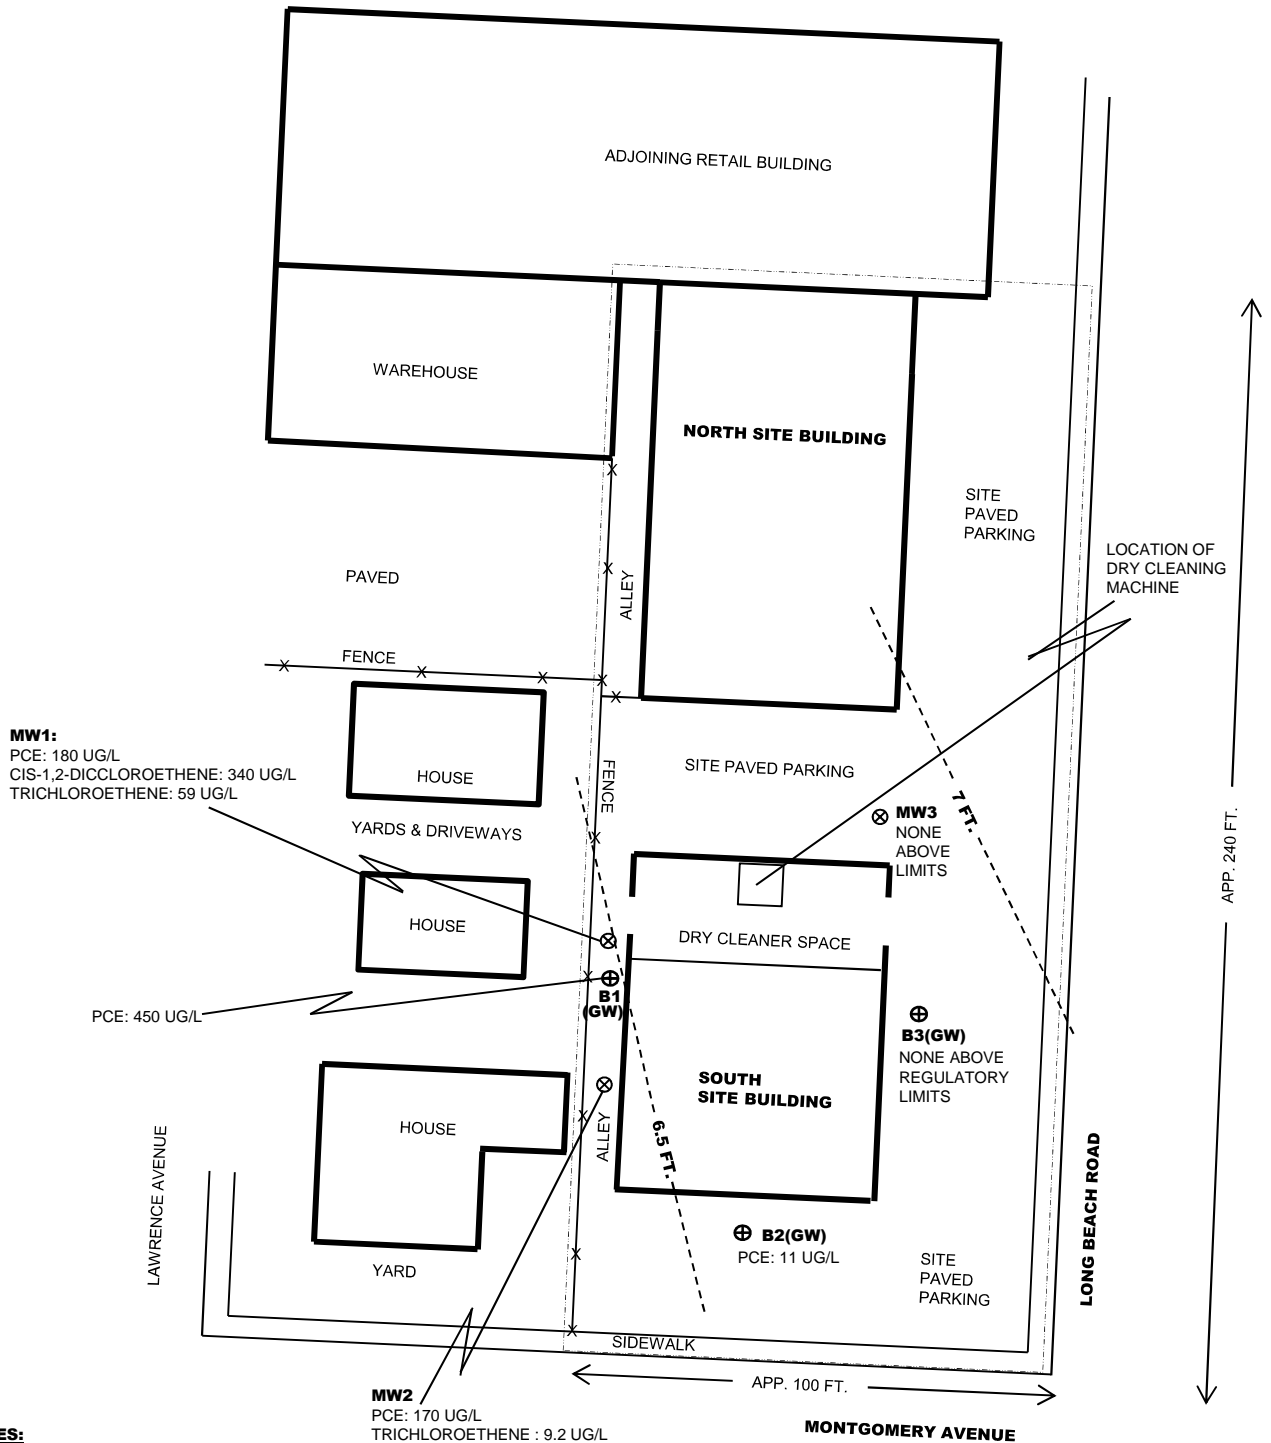 ADJOINING RETAIL BUILDING
WAREHOUSE
NORTH SITE BUILDING
SITE
PAVED
PARKING
LOCATION OF
DRY CLEANING
MACHINE
PAVED
ALLEY
FENCE
MW1:
PCE: 180 UG/L
CIS-1,2-DICCLOROETHENE: 340 UG/L
TRICHLOROETHENE: 59 UG/L
HOUSE
FENCE
SITE PAVED PARKING
7 FT.
MW3
NONE
ABOVE
LIMITS
APP. 240 FT.
YARDS & DRIVEWAYS
HOUSE
DRY CLEANER SPACE
B1
(GW)
PCE: 450 UG/L
B3(GW)
NONE ABOVE
REGULATORY
LIMITS
SOUTH
SITE BUILDING
HOUSE
ALLEY
6.5 FT.
LAWRENCE AVENUE
LONG BEACH ROAD
B2(GW)
PCE: 11 UG/L
YARD
SITE
PAVED
PARKING
SIDEWALK
APP. 100 FT.
MW2
PCE: 170 UG/L
TRICHLOROETHENE : 9.2 UG/L
MONTGOMERY AVENUE
ES:
X
X
X
X
X
X
X
X
X
X
X
X